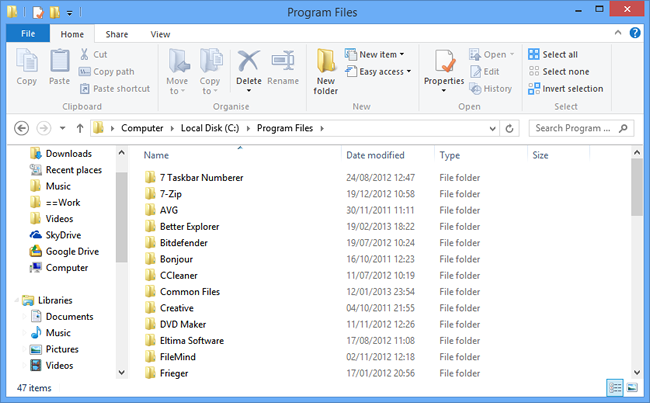 Program Files
File Home Share View
Copy Paste Cut Copy path Paste shortcut
Move to Copy to Delete Rename
New folder New item Easy access
Properties Open Edit History
Select all Select none Invert selection
Clipboard Organise New Open Select
Computer Local Disk (C:) Program Files
Search Program ...
Name Date modified Type Size
Downloads
Recent places
Music
==Work
Videos
SkyDrive
Google Drive
Computer
Libraries
Documents
Music
Pictures
Videos
7 Taskbar Numberer 24/08/2012 12:47 File folder
7-Zip 19/12/2012 10:58 File folder
AVG 30/11/2011 11:11 File folder
Better Explorer 19/02/2013 18:22 File folder
Bitdefender 19/07/2012 10:24 File folder
Bonjour 16/10/2011 12:23 File folder
CCleaner 11/07/2012 10:19 File folder
Common Files 12/01/2013 23:54 File folder
Creative 04/10/2011 21:55 File folder
DVD Maker 11/11/2012 12:26 File folder
Eltima Software 17/08/2012 11:08 File folder
FileMind 02/11/2012 12:18 File folder
Frieger 17/01/2012 20:56 File folder
47 items